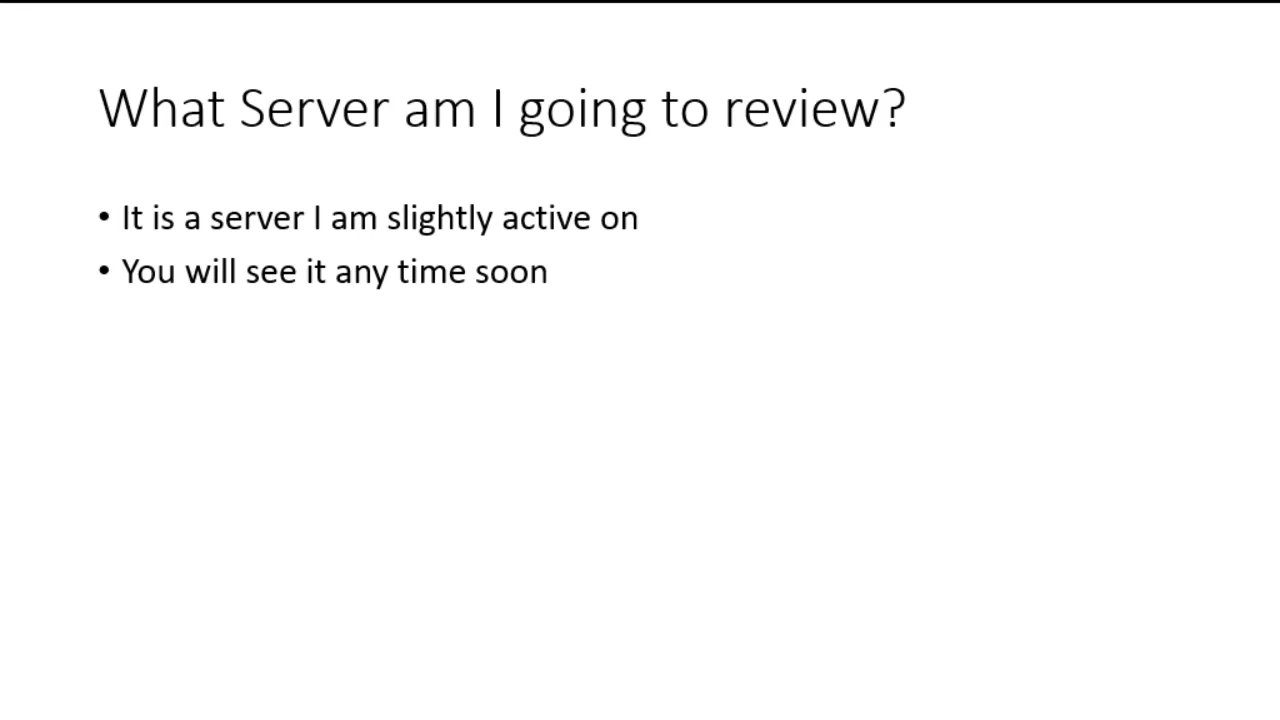 What Server am I going to review?
• It is a server I am slightly active on
• You will see it any time soon